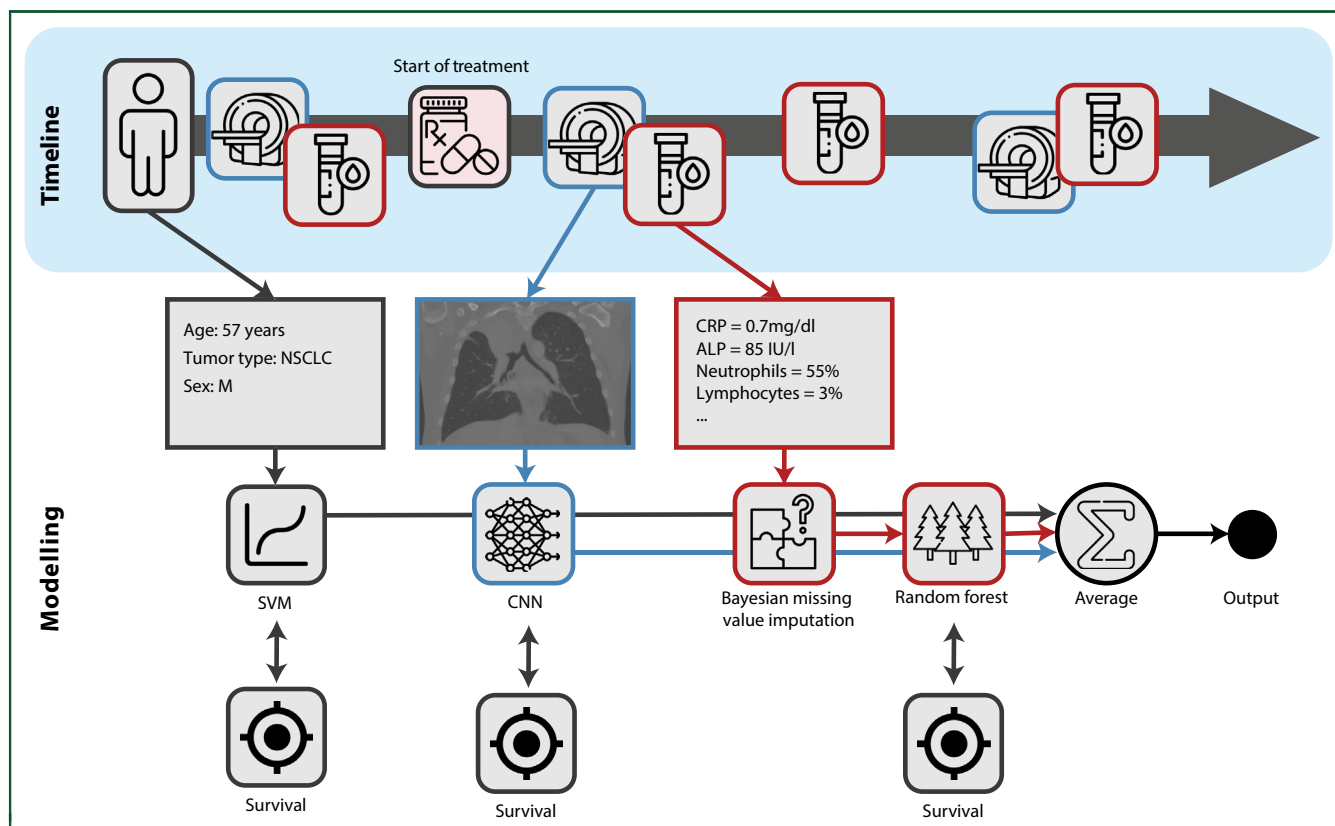 Start of treatment
Rx
Timeline
Age: 57 years
Tumor type: NSCLC
Sex: M
CRP = 0.7mg/dl
ALP = 85 IU/l
Neutrophils = 55%
Lymphocytes = 3%
...
Modelling
?
Σ
SVM
CNN
Bayesian missing
value imputation
Random forest
Average
Output
Survival
Survival
Survival